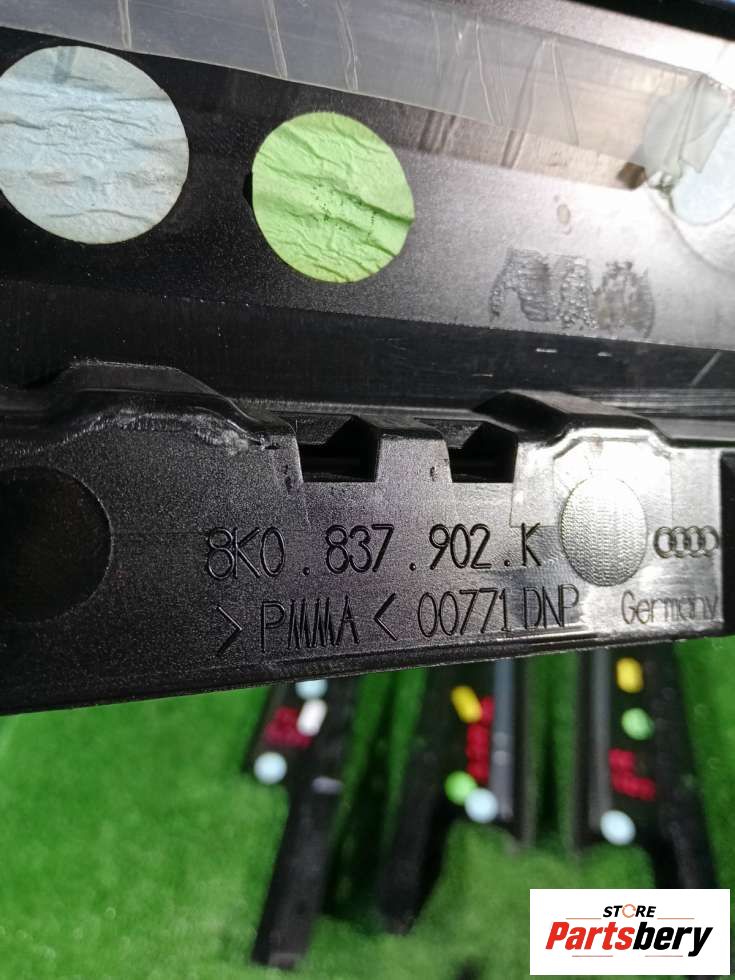 8K0.837.902.K
>PMMA< 00771 DNP Germany
STORE
Partsbery